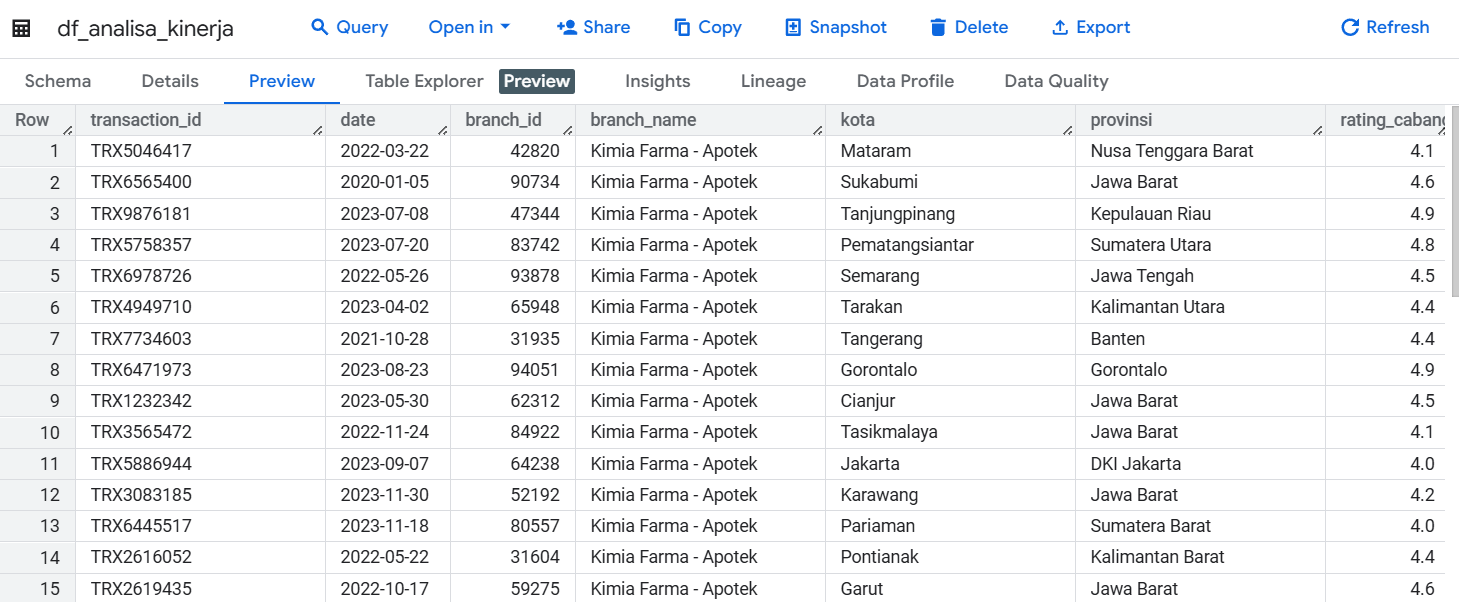 df_analisa_kinerja Query Open in Share Copy Snapshot Delete Export Refresh
Schema Details Preview Table Explorer Preview Insights Lineage Data Profile Data Quality
Row transaction_id date branch_id branch_name kota provinsi rating_caban
1 TRX5046417 2022-03-22 42820 Kimia Farma - Apotek Mataram Nusa Tenggara Barat 4.1
2 TRX6565400 2020-01-05 90734 Kimia Farma - Apotek Sukabumi Jawa Barat 4.6
3 TRX9876181 2023-07-08 47344 Kimia Farma - Apotek Tanjungpinang Kepulauan Riau 4.9
4 TRX5758357 2023-07-20 83742 Kimia Farma - Apotek Pematangsiantar Sumatera Utara 4.8
5 TRX6978726 2022-05-26 93878 Kimia Farma - Apotek Semarang Jawa Tengah 4.5
6 TRX4949710 2023-04-02 65948 Kimia Farma - Apotek Tarakan Kalimantan Utara 4.4
7 TRX7734603 2021-10-28 31935 Kimia Farma - Apotek Tangerang Banten 4.4
8 TRX6471973 2023-08-23 94051 Kimia Farma - Apotek Gorontalo Gorontalo 4.9
9 TRX1232342 2023-05-30 62312 Kimia Farma - Apotek Cianjur Jawa Barat 4.5
10 TRX3565472 2022-11-24 84922 Kimia Farma - Apotek Tasikmalaya Jawa Barat 4.1
11 TRX5886944 2023-09-07 64238 Kimia Farma - Apotek Jakarta DKI Jakarta 4.0
12 TRX3083185 2023-11-30 52192 Kimia Farma - Apotek Karawang Jawa Barat 4.2
13 TRX6445517 2023-11-18 80557 Kimia Farma - Apotek Pariaman Sumatera Barat 4.0
14 TRX2616052 2022-05-22 31604 Kimia Farma - Apotek Pontianak Kalimantan Barat 4.4
15 TRX2619435 2022-10-17 59275 Kimia Farma - Apotek Garut Jawa Barat 4.6